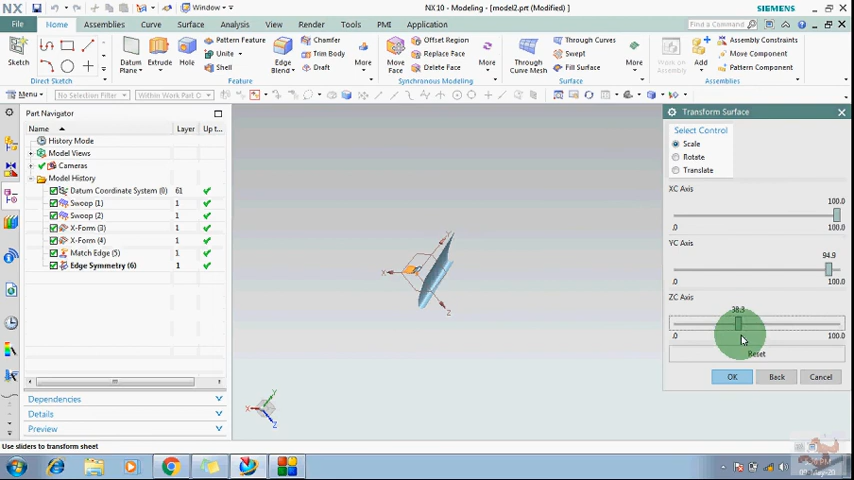 Window NX 10 - Modeling - [model2.prt (Modified) ] SIEMENS
File Home Assemblies Curve Surface Analysis View Render Tools PMI Application Find a Command
Sketch
Direct Sketch
Datum Plane Extrude Hole
Pattern Feature
Unite
Shell
Edge Blend
Chamfer
Trim Body
Draft
More
Feature
Move Face
Offset Region
Replace Face
Delete Face
More
Synchronous Modeling
Through Curve Mesh
Through Curves
Swept
Fill Surface
More
Surface
Work on Assembly
Add
Assembly Constraints
Move Component
Pattern Component
Assemblies
Menu No Selection Filter Within Work Part O
Part Navigator
Name Layer Up t...
History Mode
Model Views
Cameras
Model History
Datum Coordinate System (0) 61
Swoop (1) 1
Swoop (2) 1
X-Form (3) 1
X-Form (4) 1
Match Edge (5) 1
Edge Symmetry (6) 1
Dependencies
Details
Preview
X
Y
Z
X
Y
Z
Transform Surface
Select Control
Scale
Rotate
Translate
XC Axis
100.0
.0 100.0
YC Axis
94.9
.0 100.0
ZC Axis
38.3
.0 100.0
Reset
OK Back Cancel
Use sliders to transform sheet